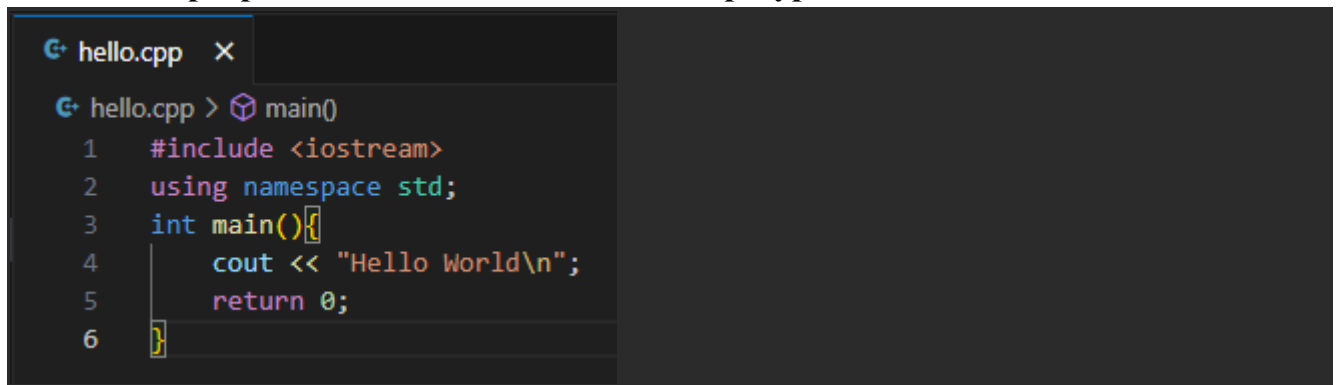 hello.cpp ×
hello.cpp > main()
1 #include <iostream>
2 using namespace std;
3 int main(){
4 cout << "Hello World\n";
5 return 0;
6 }